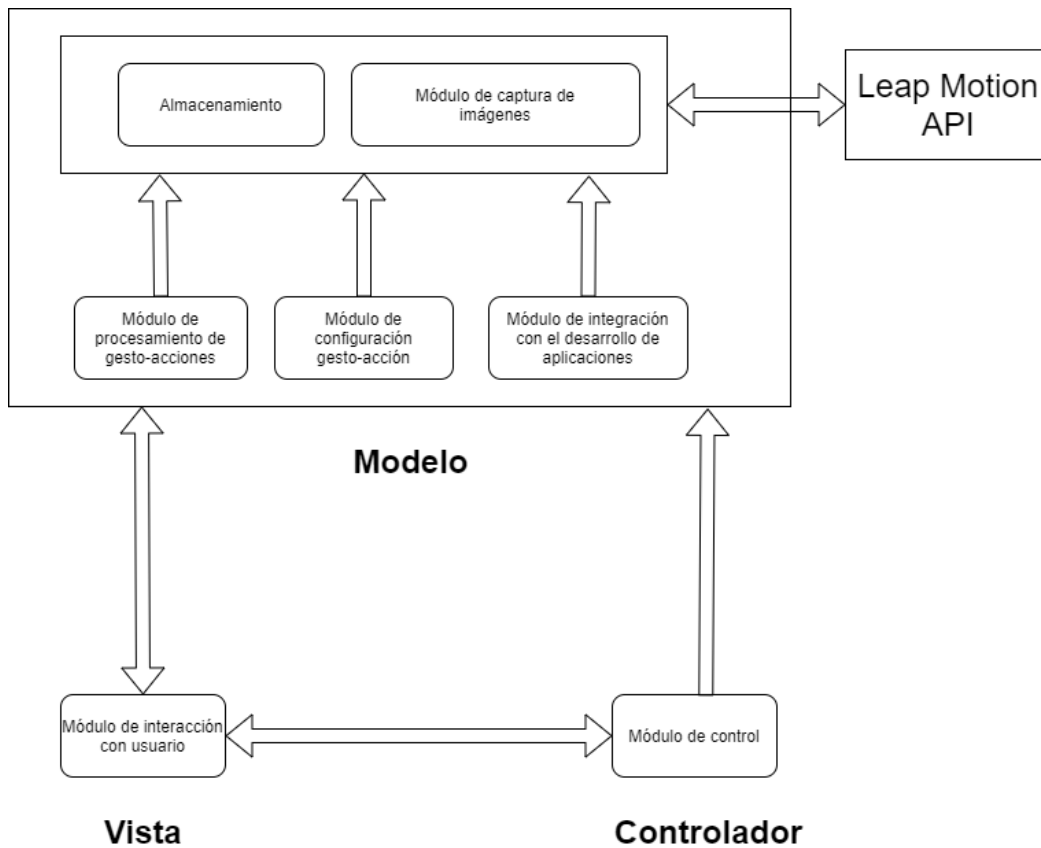 Almacenamiento
Módulo de captura de
imágenes
Leap Motion
API
Módulo de
procesamiento de
gesto-acciones
Módulo de
configuración
gesto-acción
Módulo de integración
con el desarrollo de
aplicaciones
Modelo
Módulo de interacción
con usuario
Módulo de control
Vista
Controlador